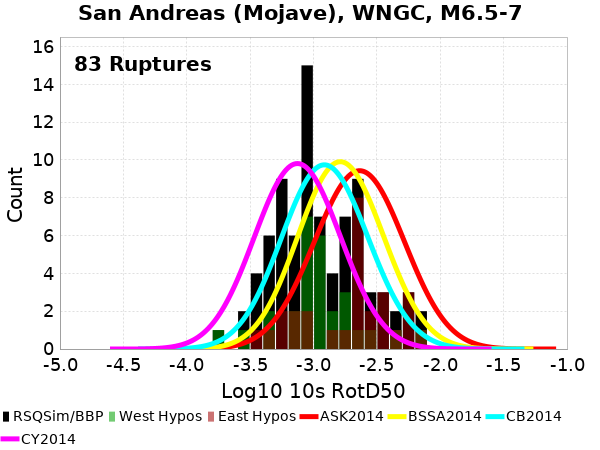 San Andreas (Mojave), WNGC, M6.5-7
83 Ruptures
Count
16
14
12
10
8
6
4
2
0
-5.0 -4.5 -4.0 -3.5 -3.0 -2.5 -2.0 -1.5 -1.0
Log10 10s RotD50
RSQSim/BBP West Hypos East Hypos ASK2014 BSSA2014 CB2014
CY2014